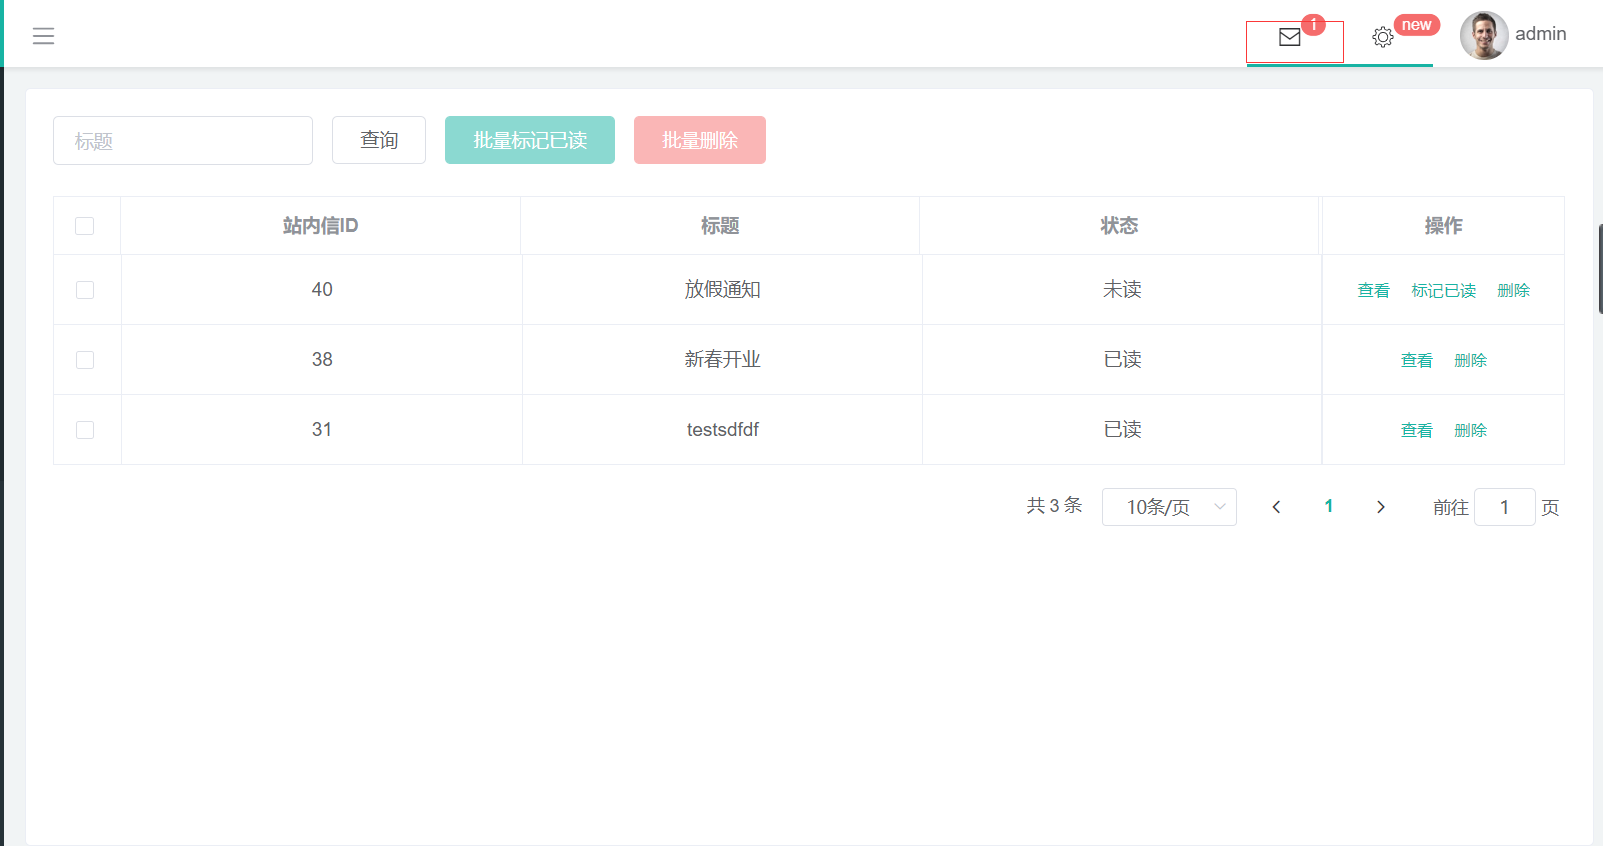 1 new admin
标题 查询 批量标记已读 批量删除
站内信ID 标题 状态 操作
40 放假通知 未读 查看 标记已读 删除
38 新春开业 已读 查看 删除
31 testsdfdf 已读 查看 删除
共 3 条 10条/页 1 前往 1 页